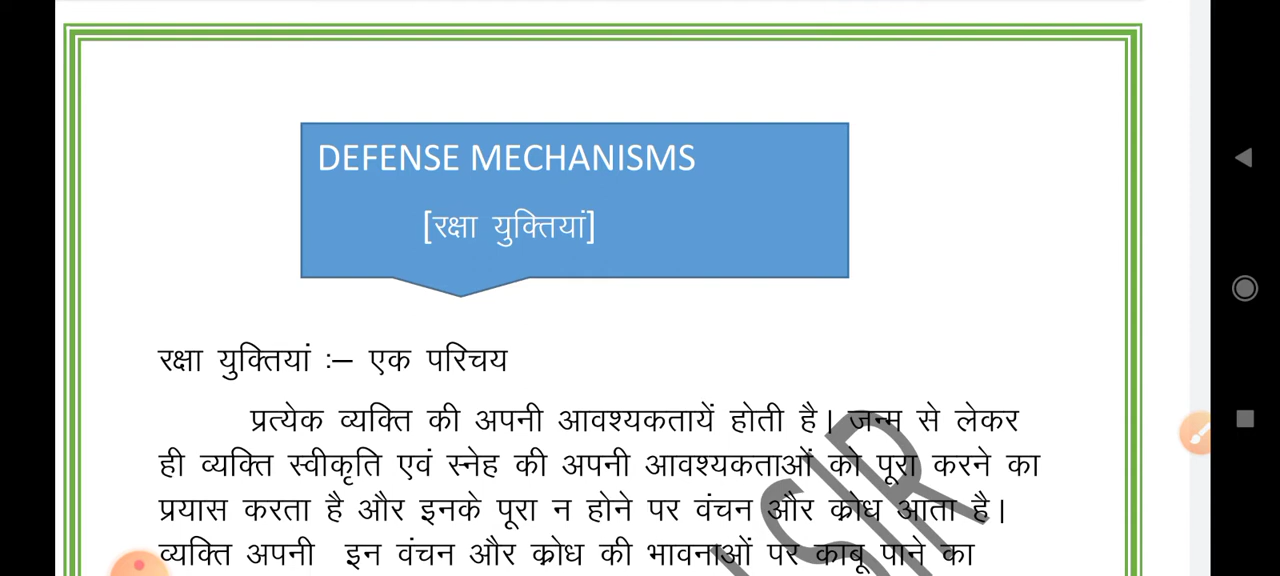 DEFENSE MECHANISMS
[रक्षा युक्तियां]
रक्षा युक्तियां :– एक परिचय
प्रत्येक व्यक्ति की अपनी आवश्यकतायें होती है। जन्म से लेकर
ही व्यक्ति स्वीकृति एवं स्नेह की अपनी आवश्यकताओं को पूरा करने का
प्रयास करता है और इनके पूरा न होने पर वंचन और क्रोध आता है।
व्यक्ति अपनी इन वंचन और क्रोध की भावनाओं पर काबू पाने का
SIR